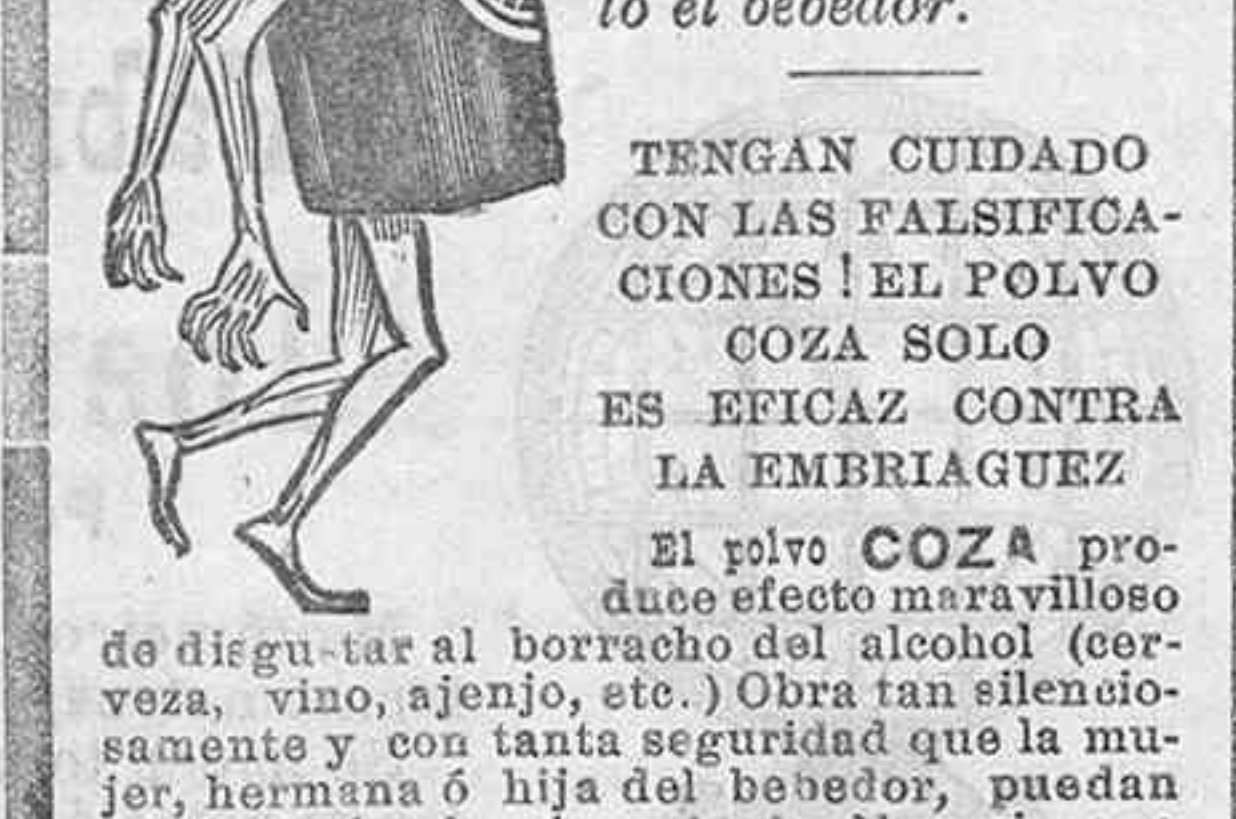 lo el bebedor.
TENGAN CUIDADO
CON LAS FALSIFICA-
CIONES ! EL POLVO
COZA SOLO
ES EFICAZ CONTRA
LA EMBRIAGUEZ
El polvo COZA pro-
duce efecto maravilloso
de disgu-tar al borracho del alcohol (cer-
veza, vino, ajenjo, etc.) Obra tan silencio-
samente y con tanta seguridad que la mu-
jer, hermana ó hija del bebedor, puedan